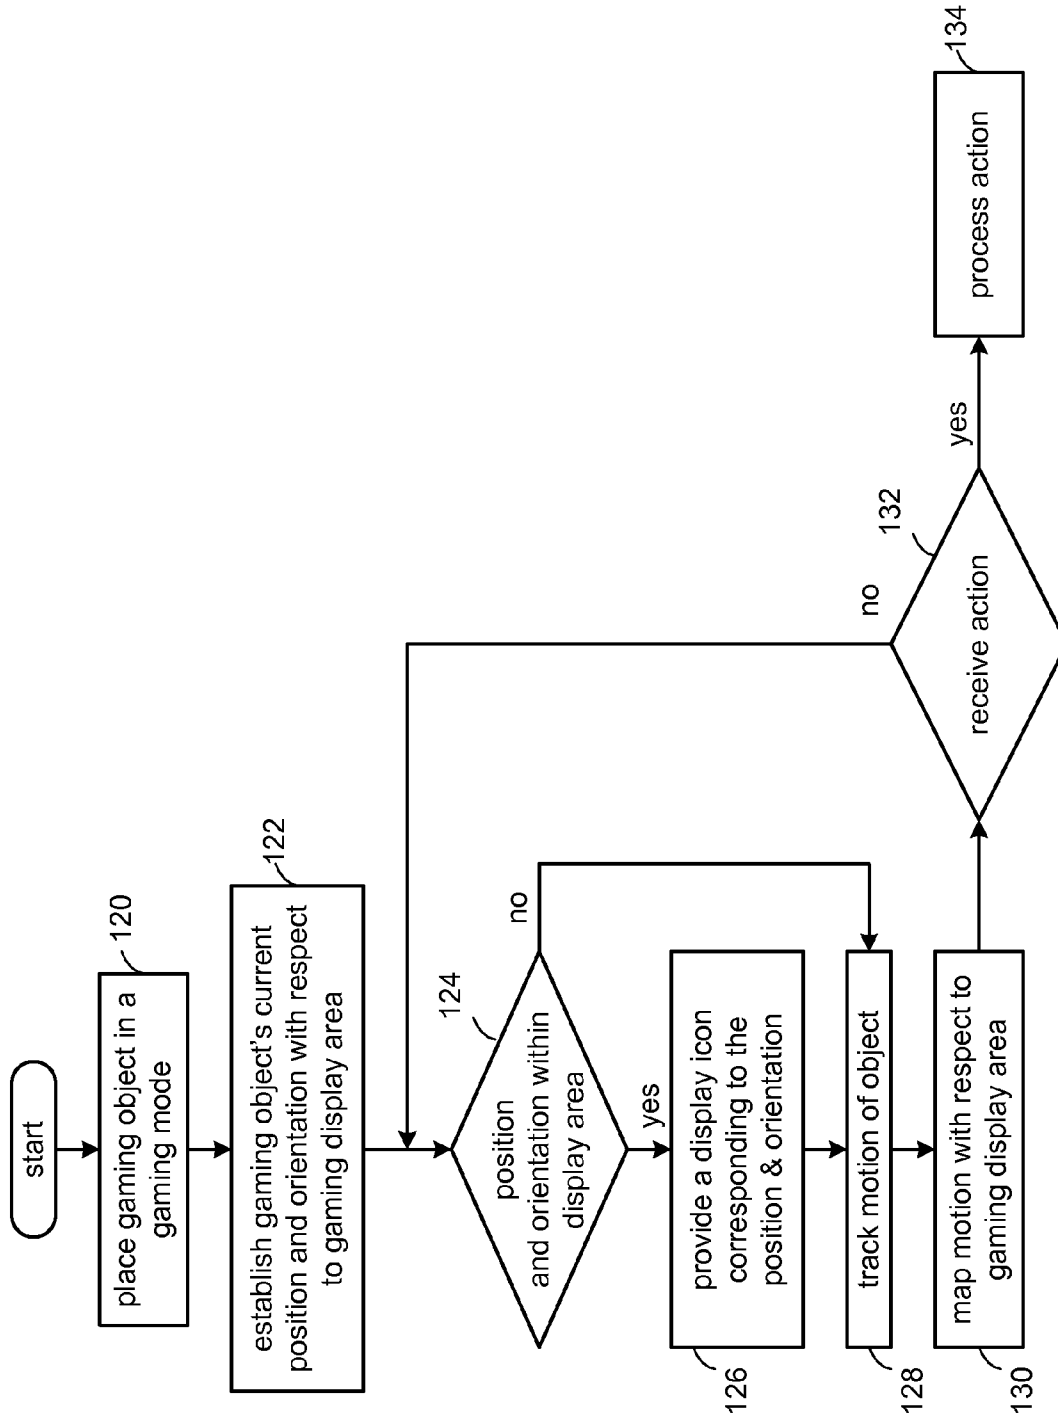 start
120
place gaming object in a
gaming mode
122
establish gaming object's current
position and orientation with respect
to gaming display area
124
position
and orientation within
display area
no
yes
126
provide a display icon
corresponding to the
position & orientation
128
track motion of object
130
map motion with respect to
gaming display area
132
receive action
no
yes
134
process action